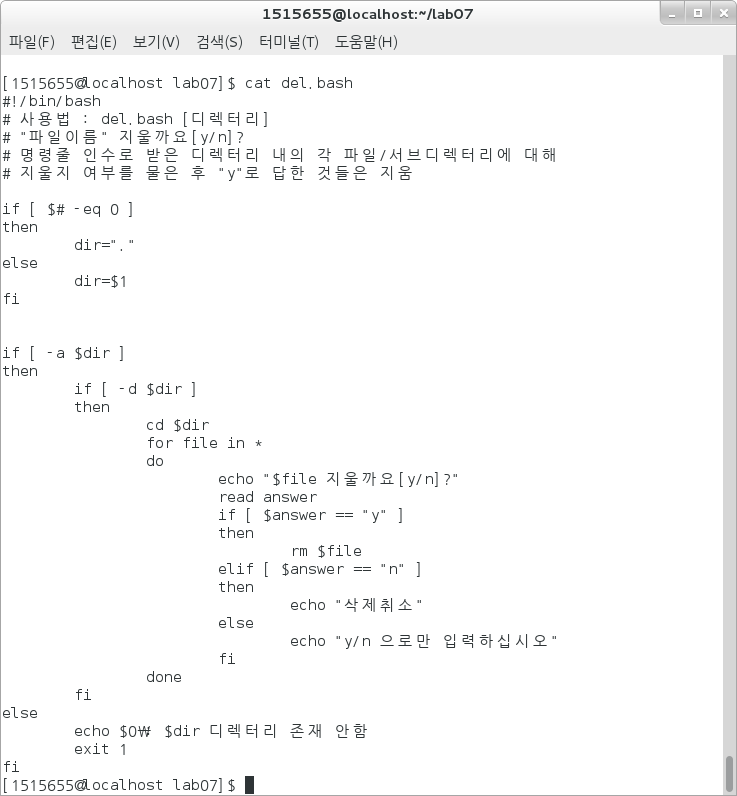 1515655@localhost:~/lab07
파일(F) 편집(E) 보기(V) 검색(S) 터미널(T) 도움말(H)
[1515655@localhost lab07]$ cat del.bash
#!/bin/bash
# 사용법 : del.bash [디렉터리]
# "파일이름" 지울까요[y/n]?
# 명령줄 인수로 받은 디렉터리 내의 각 파일/서브디렉터리에 대해
# 지울지 여부를 물은 후 "y"로 답한 것들은 지움
if [ $# -eq 0 ]
then
dir="."
else
dir=$1
fi
if [ -a $dir ]
then
if [ -d $dir ]
then
cd $dir
for file in *
do
echo "$file 지울까요[y/n]?"
read answer
if [ $answer == "y" ]
then
rm $file
elif [ $answer == "n" ]
then
echo "삭제취소"
else
echo "y/n 으로만 입력하십시오"
fi
done
fi
else
echo $0₩: $dir 디렉터리 존재 안함
exit 1
fi
[1515655@localhost lab07]$